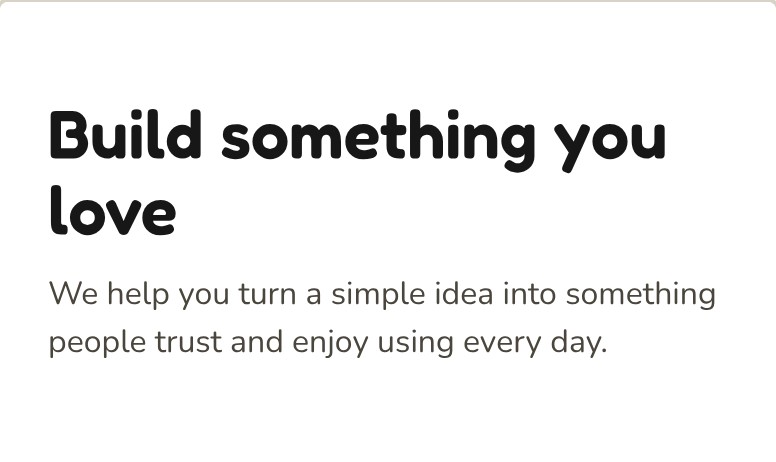 Build something you
love
We help you turn a simple idea into something
people trust and enjoy using every day.